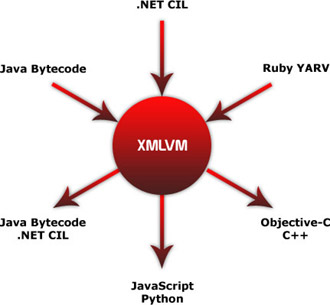 .NET CIL
Java Bytecode
Ruby YARV
XMLVM
Java Bytecode
.NET CIL
Objective-C
C++
JavaScript
Python